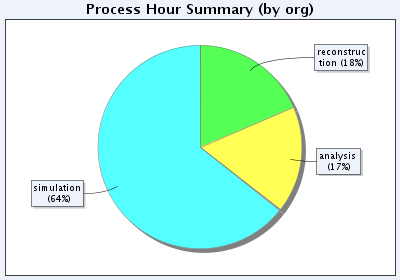 Process Hour Summary (by org)
reconstruc
tion (18%)
analysis
(17%)
simulation
(64%)